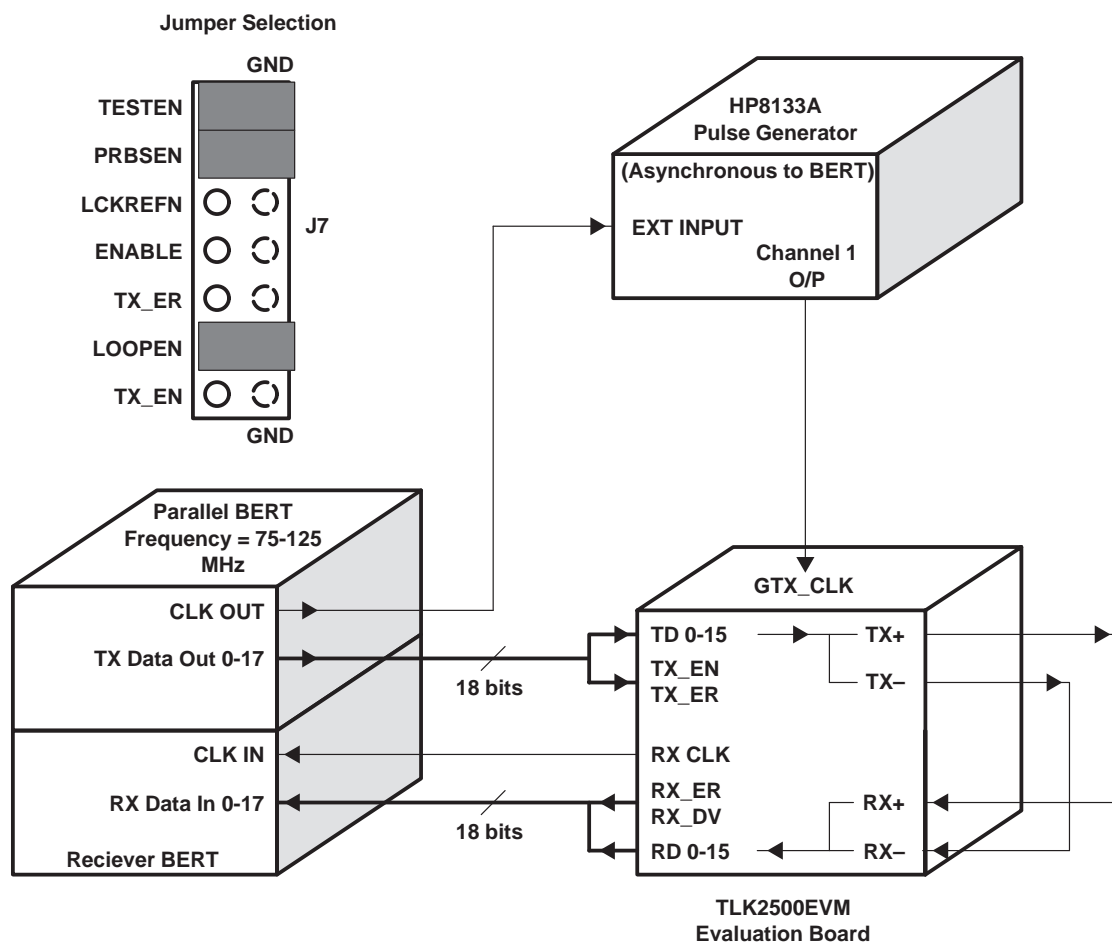 Jumper Selection
GND
TESTEN
PRBSEN
LCKREFN
ENABLE
TX_ER
LOOPEN
TX_EN
J7
GND
HP8133A
Pulse Generator
(Asynchronous to BERT)
EXT INPUT
Channel 1
O/P
Parallel BERT
Frequency = 75-125
MHz
CLK OUT
TX Data Out 0-17
18 bits
CLK IN
RX Data In 0-17
18 bits
Reciever BERT
GTX_CLK
TD 0-15
TX+
TX_EN
TX–
TX_ER
RX CLK
RX_ER
RX+
RX_DV
RD 0-15
RX–
TLK2500EVM
Evaluation Board